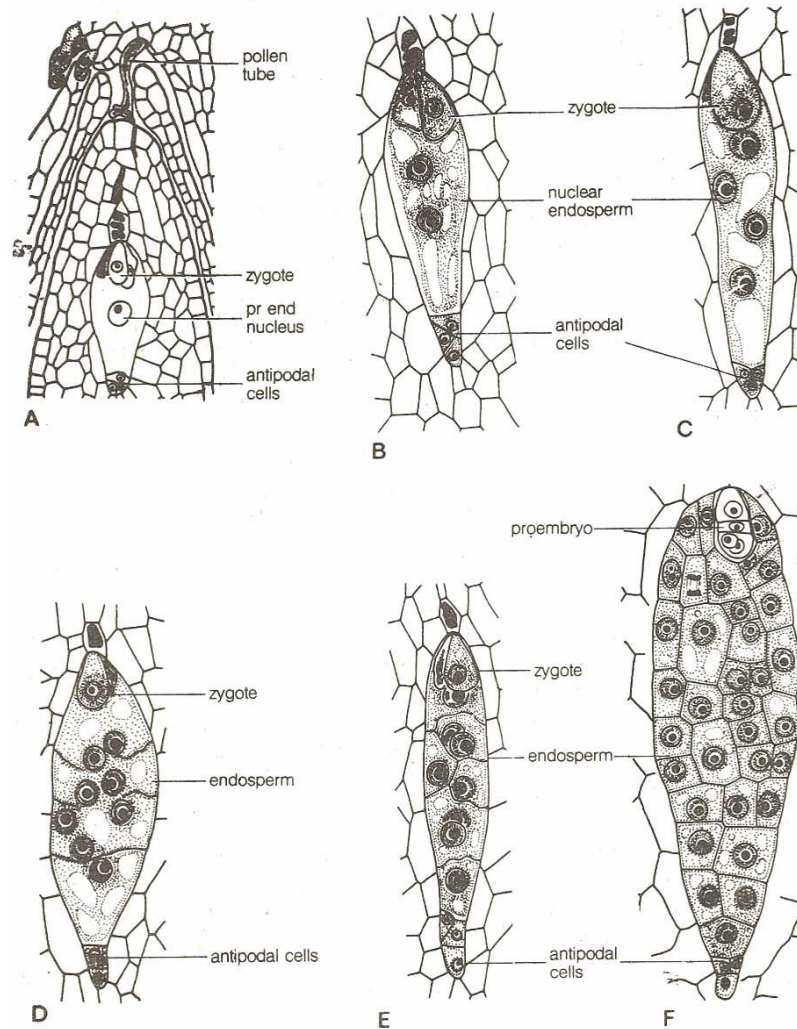 pollen
tube
zygote
pr end
nucleus
antipodal
cells
A
zygote
nuclear
endosperm
antipodal
cells
B
C
proembryo
zygote
endosperm
antipodal cells
D
zygote
endosperm
antipodal
cells
E
F